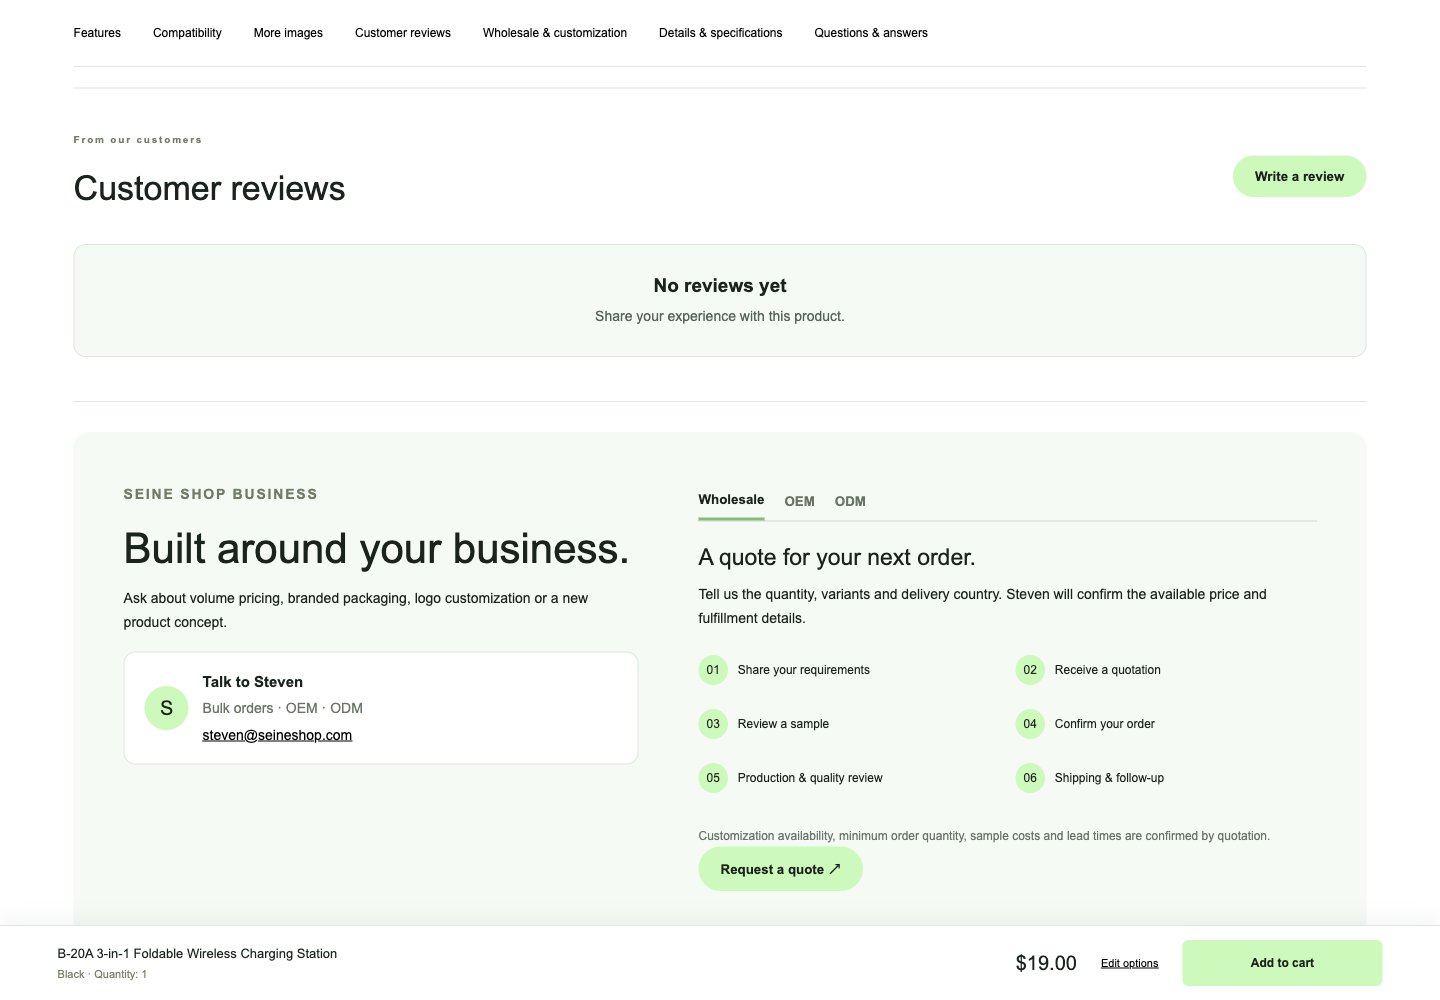 Features
Compatibility
More images
Customer reviews
Wholesale & customization
Details & specifications
Questions & answers
From our customers
Customer reviews
Write a review
No reviews yet
Share your experience with this product.
SEINE SHOP BUSINESS
Built around your business.
Ask about volume pricing, branded packaging, logo customization or a new
product concept.
S
Talk to Steven
Bulk orders · OEM · ODM
steven@seineshop.com
Wholesale
OEM
ODM
A quote for your next order.
Tell us the quantity, variants and delivery country. Steven will confirm the available price and
fulfillment details.
01 Share your requirements
02 Receive a quotation
03 Review a sample
04 Confirm your order
05 Production & quality review
06 Shipping & follow-up
Customization availability, minimum order quantity, sample costs and lead times are confirmed by quotation.
Request a quote ↗
B-20A 3-in-1 Foldable Wireless Charging Station
Black · Quantity: 1
$19.00
Edit options
Add to cart